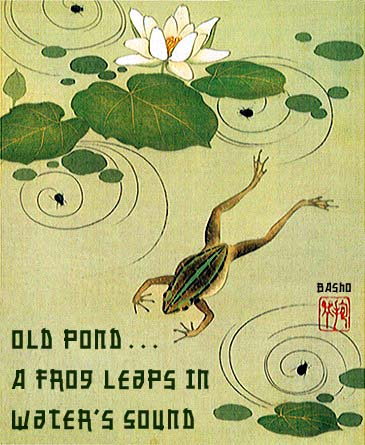 BASHO
OLD POND...
A FROG LEAPS IN
WATER'S SOUND